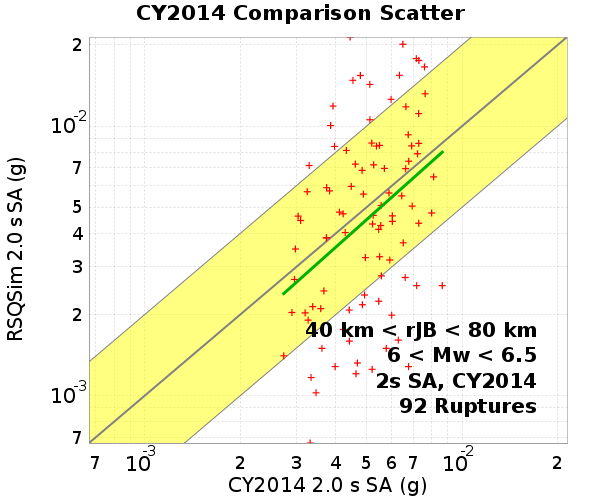 CY2014 Comparison Scatter
2
10⁻²
7
5
4
3
2
10⁻³
7
RSQSim 2.0 s SA (g)
40 km < rJB < 80 km
6 < Mw < 6.5
2s SA, CY2014
92 Ruptures
7 10⁻³ 2 3 4 5 6 7 10⁻² 2
CY2014 2.0 s SA (g)